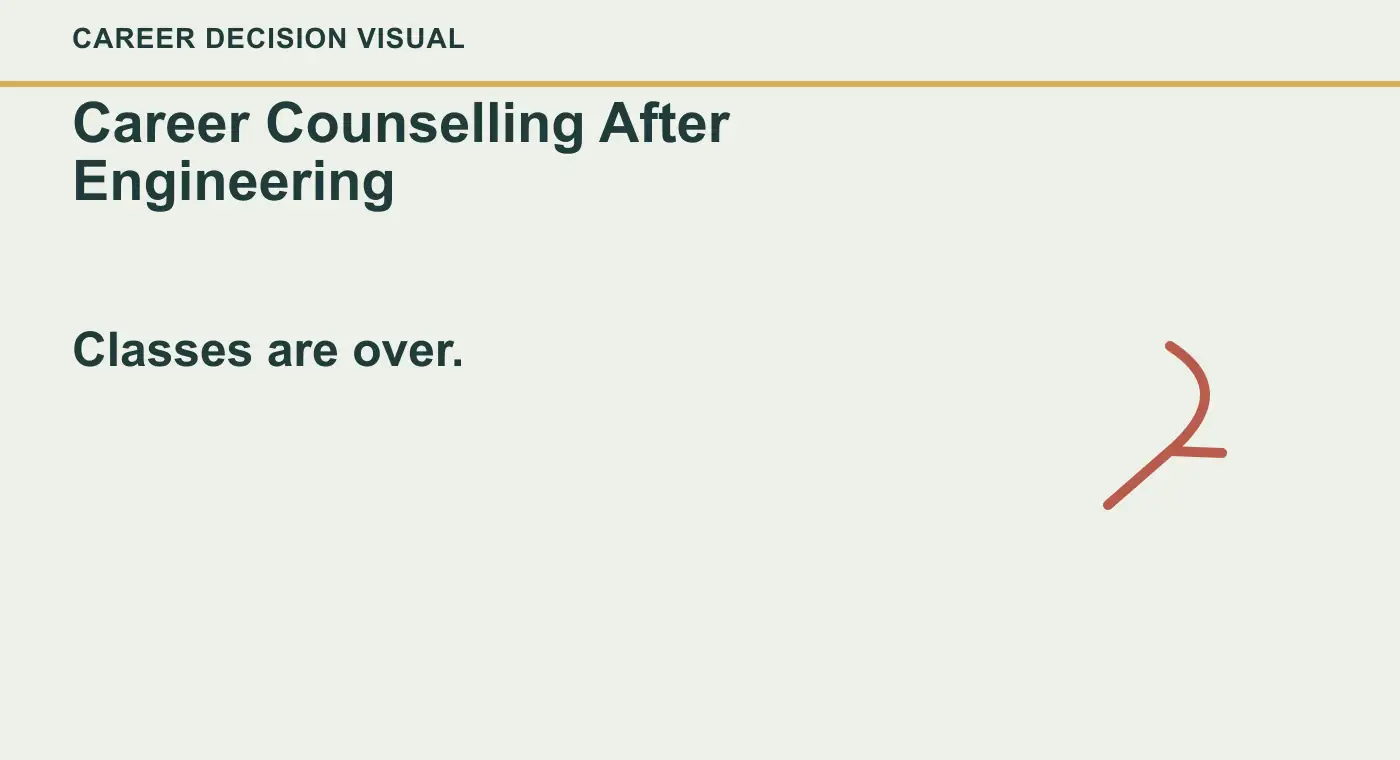 CAREER DECISION VISUAL
Career Counselling After
Engineering
Classes are over.